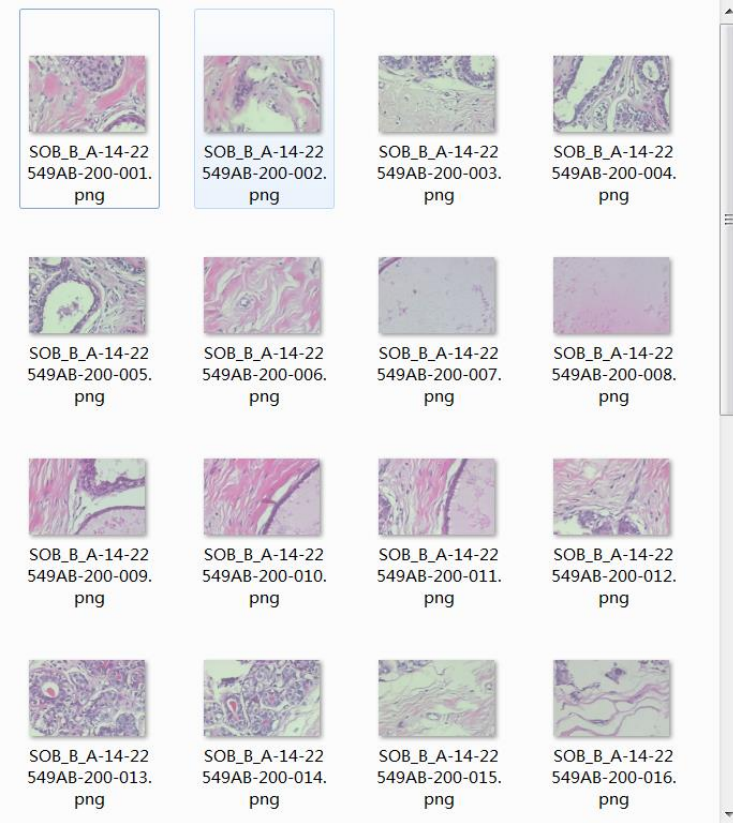 SOB_B_A-14-22
549AB-200-001.
png
SOB_B_A-14-22
549AB-200-002.
png
SOB_B_A-14-22
549AB-200-003.
png
SOB_B_A-14-22
549AB-200-004.
png
SOB_B_A-14-22
549AB-200-005.
png
SOB_B_A-14-22
549AB-200-006.
png
SOB_B_A-14-22
549AB-200-007.
png
SOB_B_A-14-22
549AB-200-008.
png
SOB_B_A-14-22
549AB-200-009.
png
SOB_B_A-14-22
549AB-200-010.
png
SOB_B_A-14-22
549AB-200-011.
png
SOB_B_A-14-22
549AB-200-012.
png
SOB_B_A-14-22
549AB-200-013.
png
SOB_B_A-14-22
549AB-200-014.
png
SOB_B_A-14-22
549AB-200-015.
png
SOB_B_A-14-22
549AB-200-016.
png